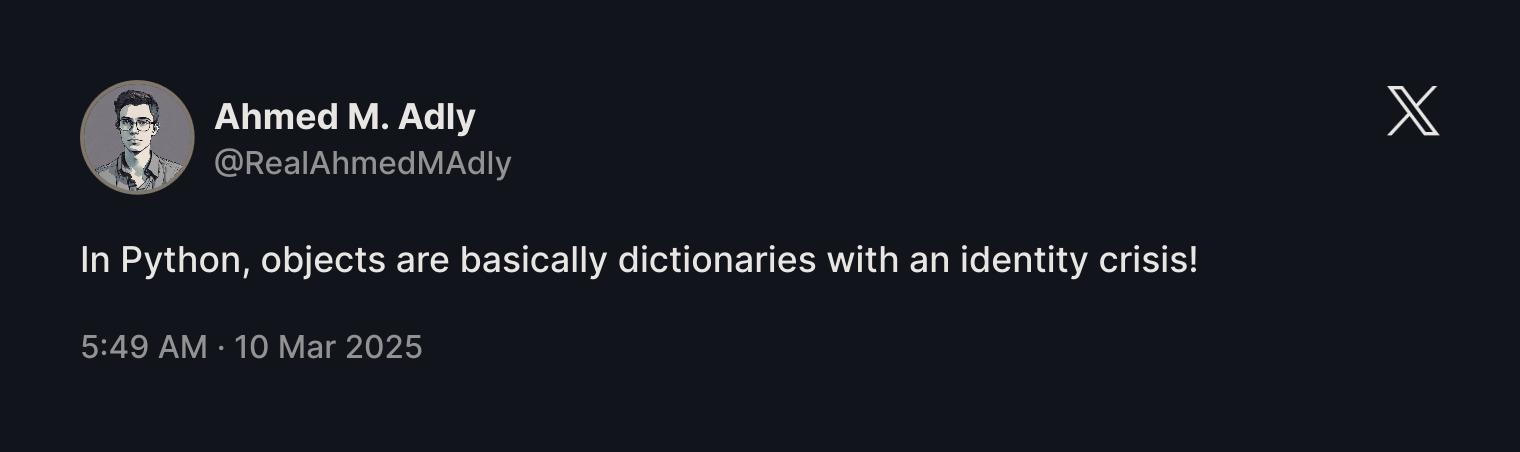 Ahmed M. Adly
@RealAhmedMAdly
In Python, objects are basically dictionaries with an identity crisis!
5:49 AM · 10 Mar 2025